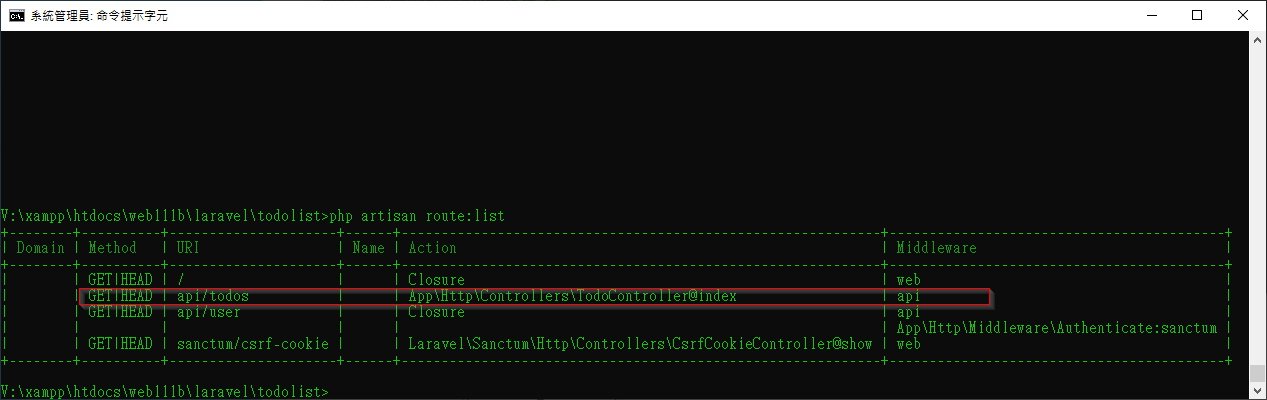 系統管理員: 命令提示字元
V:\xampp\htdocs\web111b\laravel\todolist>php artisan route:list
+--------+----------+---------------------+------+------------------------------------------------------------+------------------------------------------+
| Domain | Method   | URI                 | Name | Action                                                     | Middleware                               |
+--------+----------+---------------------+------+------------------------------------------------------------+------------------------------------------+
|        | GET|HEAD | /                   |      | Closure                                                    | web                                      |
|        | GET|HEAD | api/todos           |      | App\Http\Controllers\TodoController@index                  | api                                      |
|        | GET|HEAD | api/user            |      | Closure                                                    | api                                      |
|        |          |                     |      |                                                            | App\Http\Middleware\Authenticate:sanctum |
|        | GET|HEAD | sanctum/csrf-cookie |      | Laravel\Sanctum\Http\Controllers\CsrfCookieController@show | web                                      |
+--------+----------+---------------------+------+------------------------------------------------------------+------------------------------------------+
V:\xampp\htdocs\web111b\laravel\todolist>